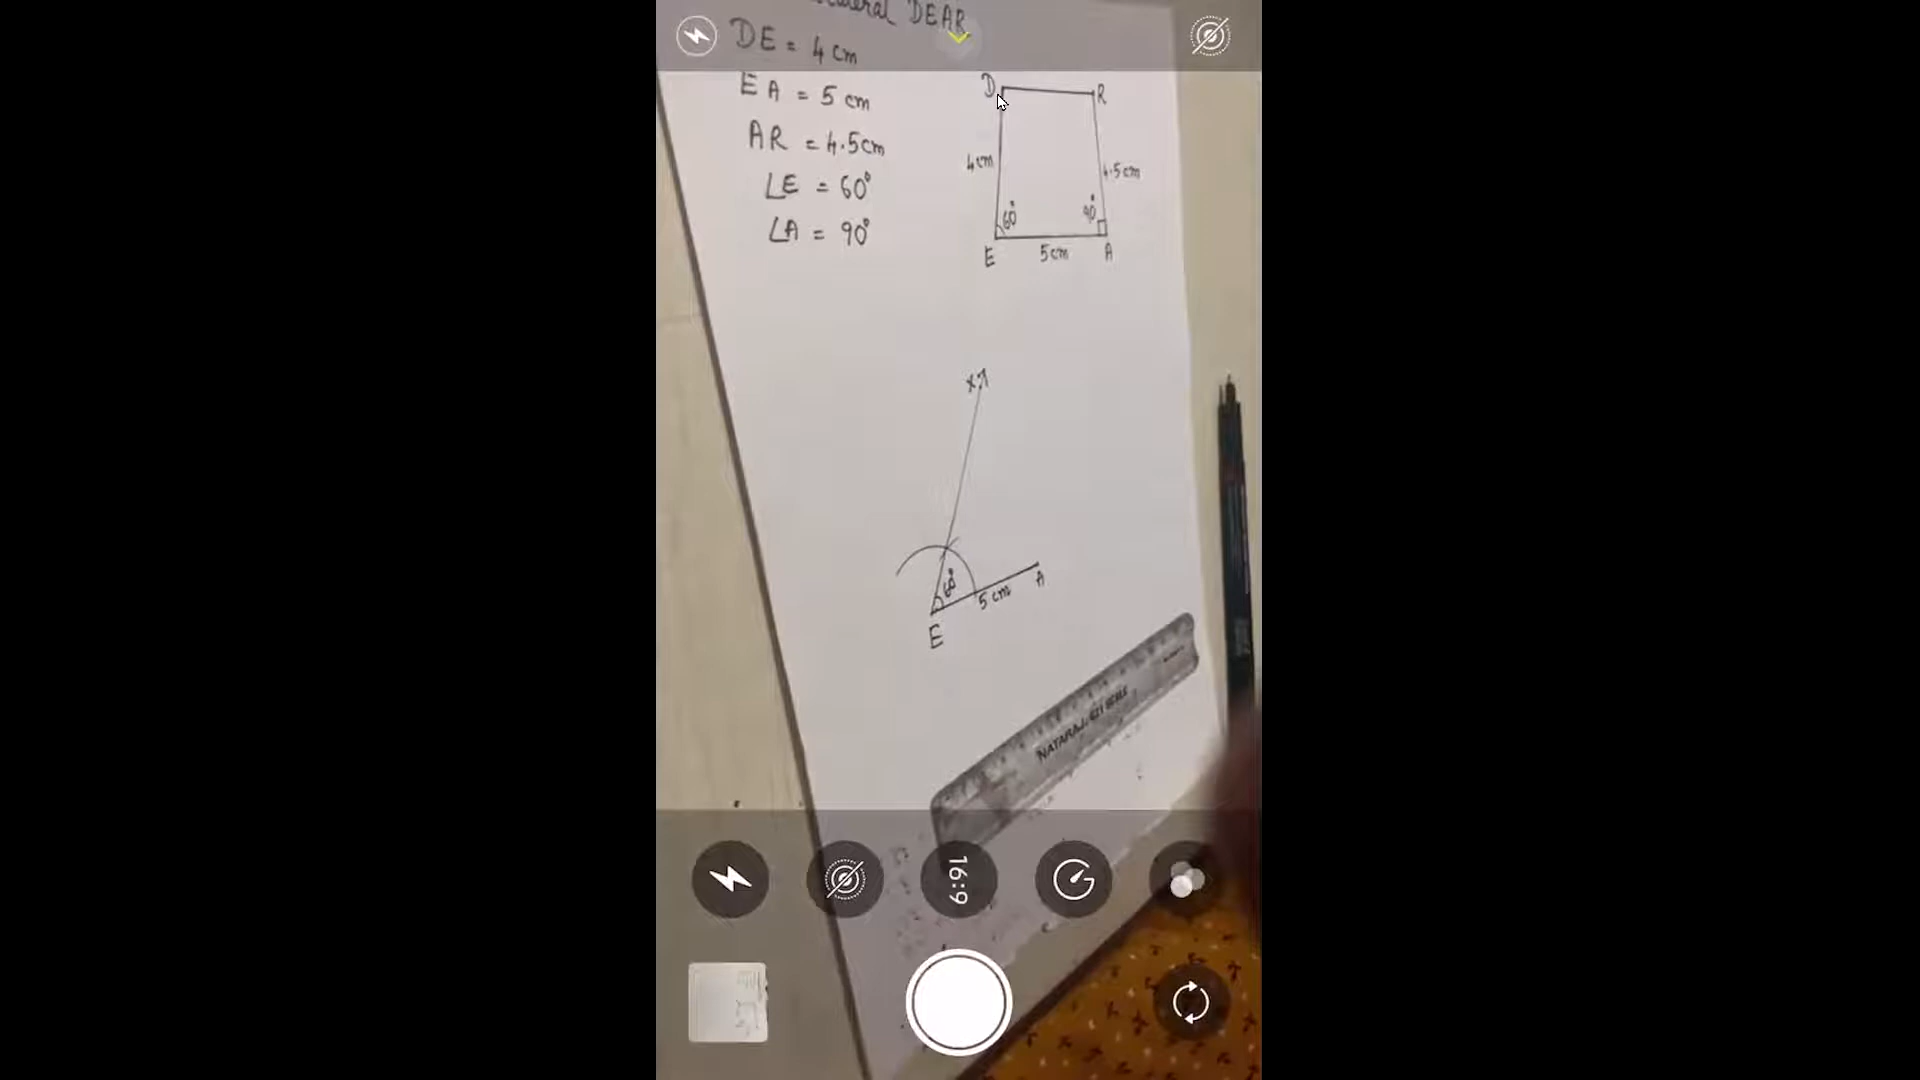 DEAR
DE = 4 cm
EA = 5 cm
AR = 4.5cm
∠E = 60°
∠A = 90°
D R
4cm 4.5cm
60° 90°
E 5cm A
X
60°
5 cm A
E
NATARAJ 621
16:9